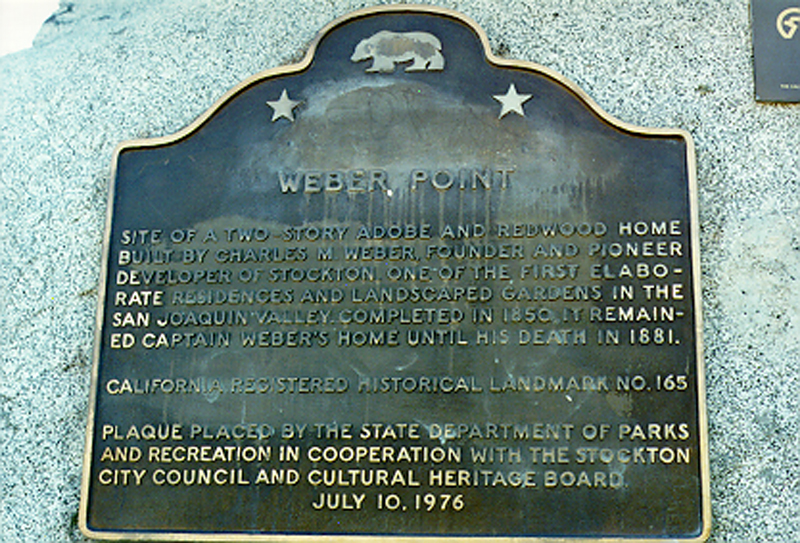 WEBER POINT
SITE OF A TWO-STORY ADOBE AND REDWOOD HOME
BUILT BY CHARLES M. WEBER, FOUNDER AND PIONEER
DEVELOPER OF STOCKTON. ONE OF THE FIRST ELABO-
RATE RESIDENCES AND LANDSCAPED GARDENS IN THE
SAN JOAQUIN VALLEY. COMPLETED IN 1850, IT REMAIN-
ED CAPTAIN WEBER'S HOME UNTIL HIS DEATH IN 1881.
CALIFORNIA REGISTERED HISTORICAL LANDMARK NO. 165
PLAQUE PLACED BY THE STATE DEPARTMENT OF PARKS
AND RECREATION IN COOPERATION WITH THE STOCKTON
CITY COUNCIL AND CULTURAL HERITAGE BOARD.
JULY 10, 1976